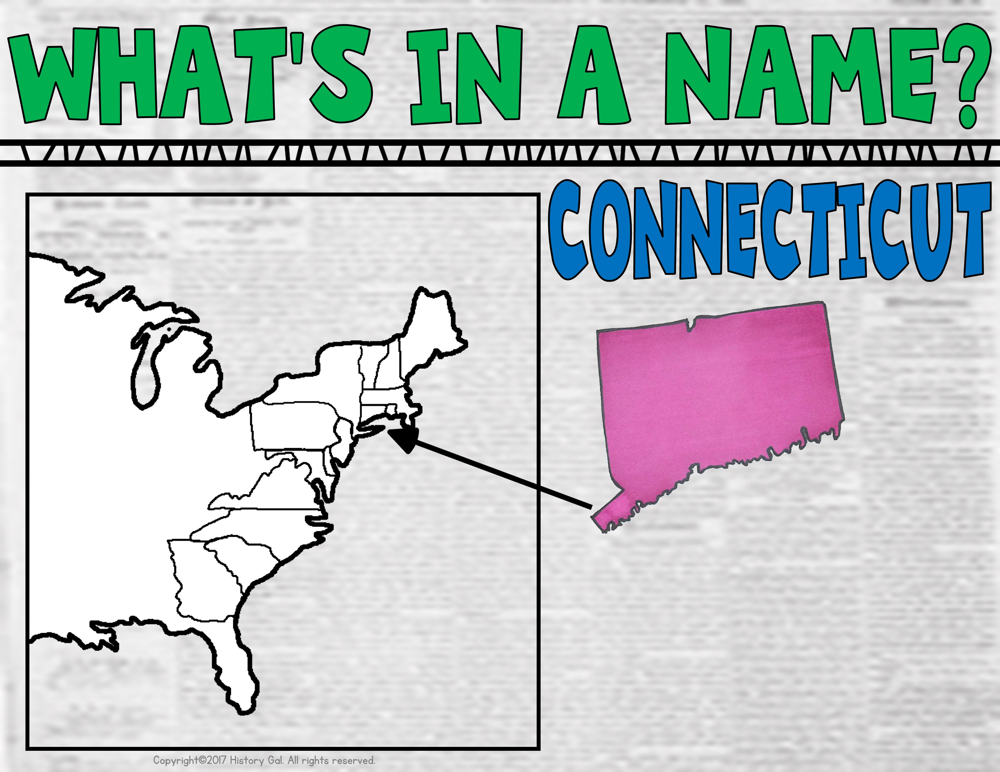 WHAT'S IN A NAME?
CONNECTICUT
Copyright©2017 History Gal. All rights reserved.